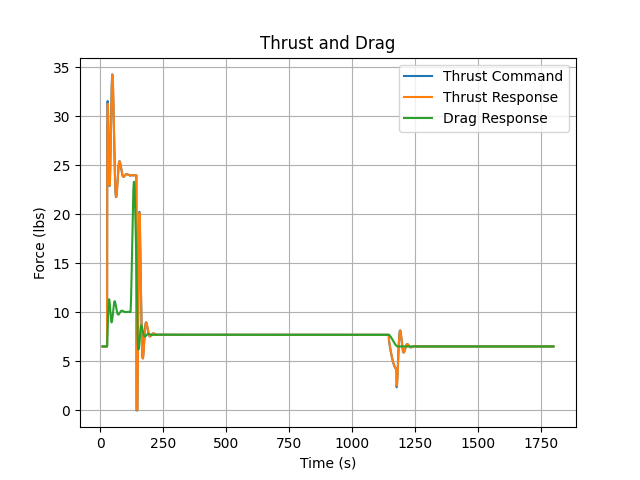 Thrust and Drag
Thrust Command
Thrust Response
Drag Response
Force (lbs)
35
30
25
20
15
10
5
0
0 250 500 750 1000 1250 1500 1750
Time (s)